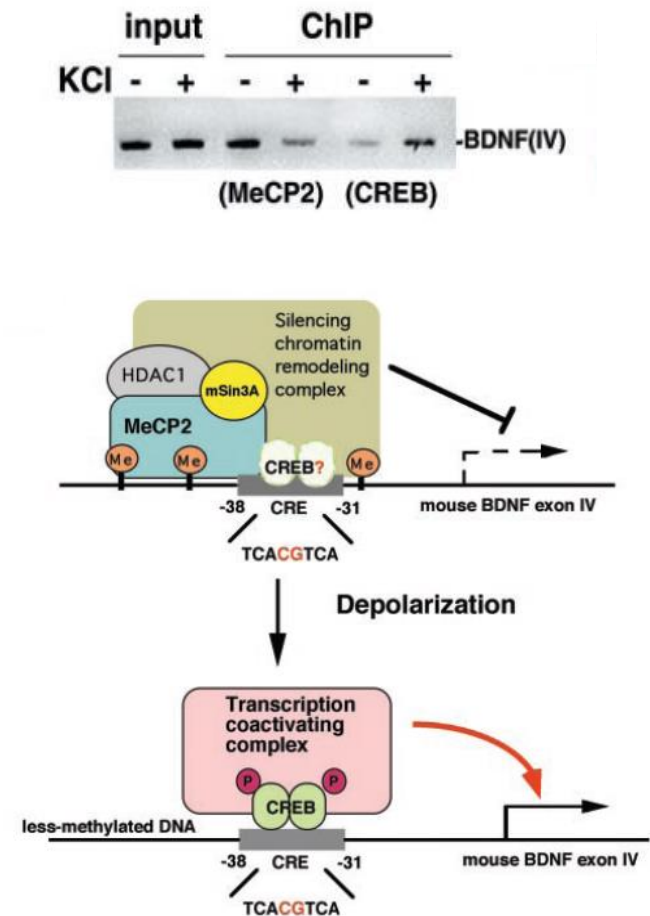 input ChIP
KCl - + - + - +
-BDNF(IV)
(MeCP2) (CREB)
Silencing
chromatin
remodeling
complex
HDAC1
mSin3A
MeCP2
Me Me CREB? Me
-38 CRE -31 mouse BDNF exon IV
TCACGTCA
Depolarization
Transcription
coactivating
complex
P P
CREB
less-methylated DNA
-38 CRE -31 mouse BDNF exon IV
TCACGTCA